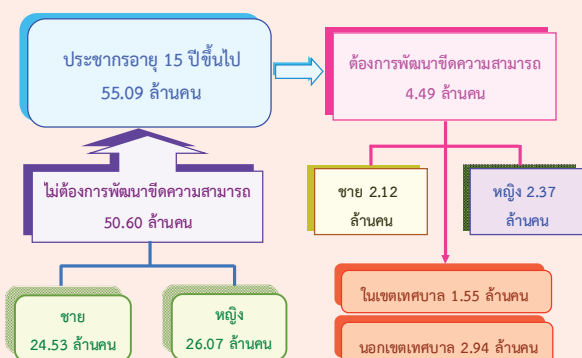 ประชากรอายุ 15 ปีขึ้นไป
55.09 ล้านคน
ต้องการพัฒนาขีดความสามารถ
4.49 ล้านคน
ไม่ต้องการพัฒนาขีดความสามารถ
50.60 ล้านคน
ชาย 2.12
ล้านคน
หญิง 2.37
ล้านคน
ชาย
24.53 ล้านคน
หญิง
26.07 ล้านคน
ในเขตเทศบาล 1.55 ล้านคน
นอกเขตเทศบาล 2.94 ล้านคน